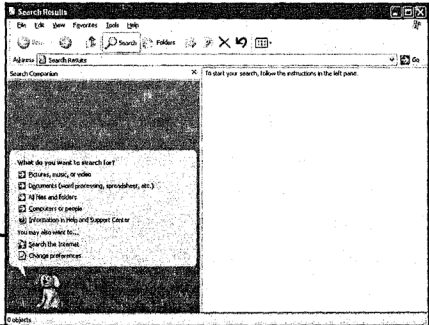 Search Results
File Edit View Favorites Tools Help
Search Folders
Address Search Results Go
Search Companion
To start your search, follow the instructions in the left pane.
What do you want to search for?
Pictures, music, or video
Documents (word processing, spreadsheet, etc.)
All files and folders
Computers or people
Information in Help and Support Center
You may also want to...
Search the Internet
Change preferences
0 objects